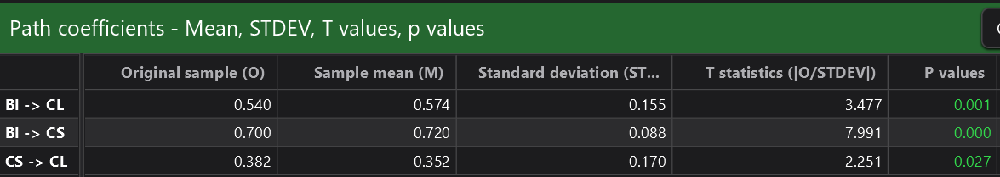 Path coefficients - Mean, STDEV, T values, p values
Original sample (O) Sample mean (M) Standard deviation (ST... T statistics (|O/STDEV|) P values
BI -> CL 0.540 0.574 0.155 3.477 0.001
BI -> CS 0.700 0.720 0.088 7.991 0.000
CS -> CL 0.382 0.352 0.170 2.251 0.027